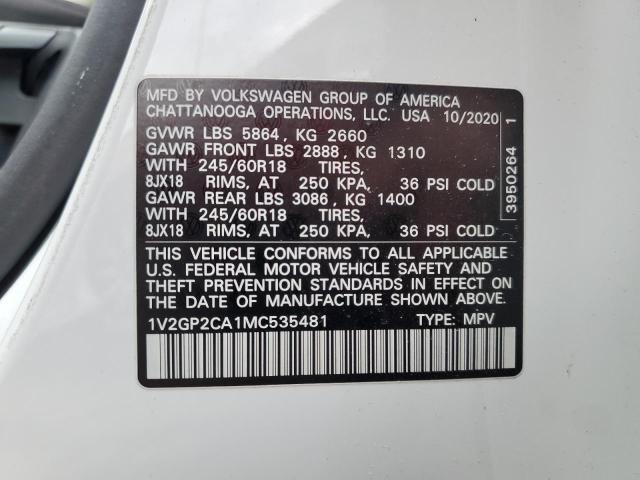 MFD BY VOLKSWAGEN GROUP OF AMERICA
CHATTANOOGA OPERATIONS, LLC. USA 10/2020
GVWR LBS 5864, KG 2660
GAWR FRONT LBS 2888, KG 1310
WITH 245/60R18 TIRES,
8JX18 RIMS, AT 250 KPA, 36 PSI COLD
GAWR REAR LBS 3086, KG 1400
WITH 245/60R18 TIRES,
8JX18 RIMS, AT 250 KPA, 36 PSI COLD
THIS VEHICLE CONFORMS TO ALL APPLICABLE
U.S. FEDERAL MOTOR VEHICLE SAFETY AND
THEFT PREVENTION STANDARDS IN EFFECT ON
THE DATE OF MANUFACTURE SHOWN ABOVE.
1V2GP2CA1MC535481 TYPE: MPV
3950264 1